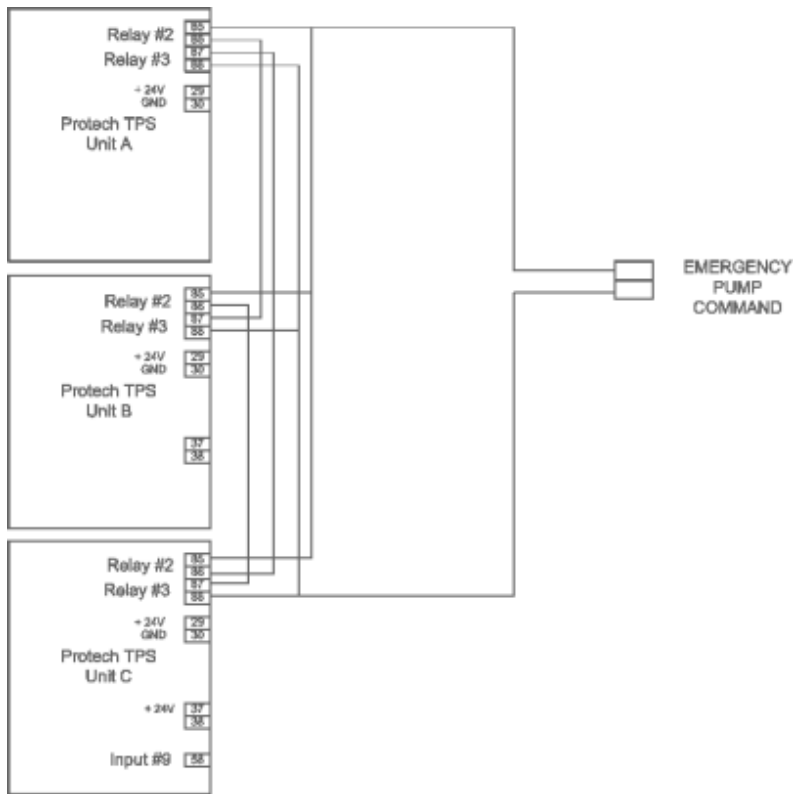 Relay #2
Relay #3
85
86
87
88
+ 24V
GND
29
30
Protech TPS
Unit A
Relay #2
Relay #3
85
86
87
88
+ 24V
GND
29
30
Protech TPS
Unit B
37
38
Relay #2
Relay #3
85
86
87
88
+ 24V
GND
29
30
Protech TPS
Unit C
+ 24V
37
38
Input #9
EMERGENCY
PUMP
COMMAND